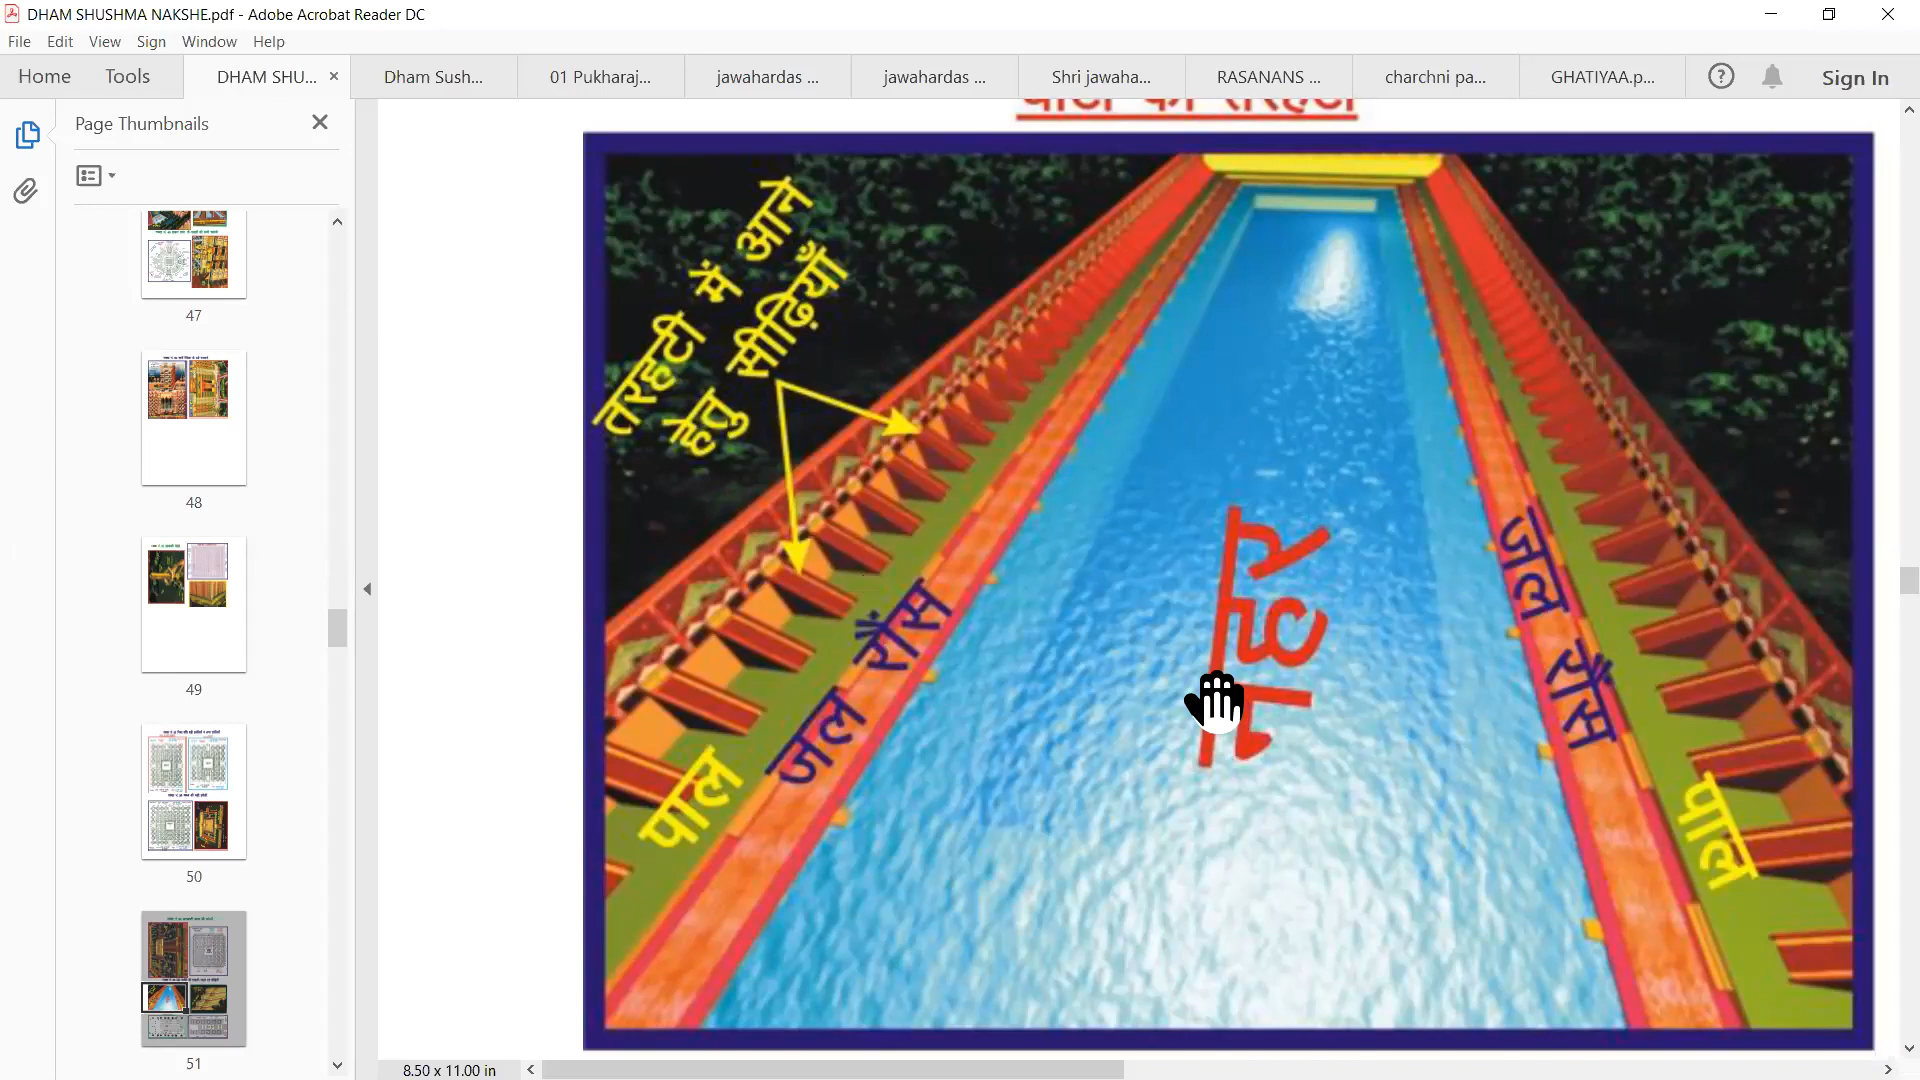 DHAM SHUSHMA NAKSHE.pdf - Adobe Acrobat Reader DC
File Edit View Sign Window Help
Home Tools DHAM SHU... Dham Sush... 01 Pukharaj... jawahardas ... jawahardas ... Shri jawaha... RASANANS ... charchni pa... GHATIYAA.p... Sign In
Page Thumbnails
47
48
49
50
51
तरहटी में आने
हेतु सीढ़ियाँ
पाल
जल रौंस
नहर
जल रौंस
पाल
8.50 x 11.00 in